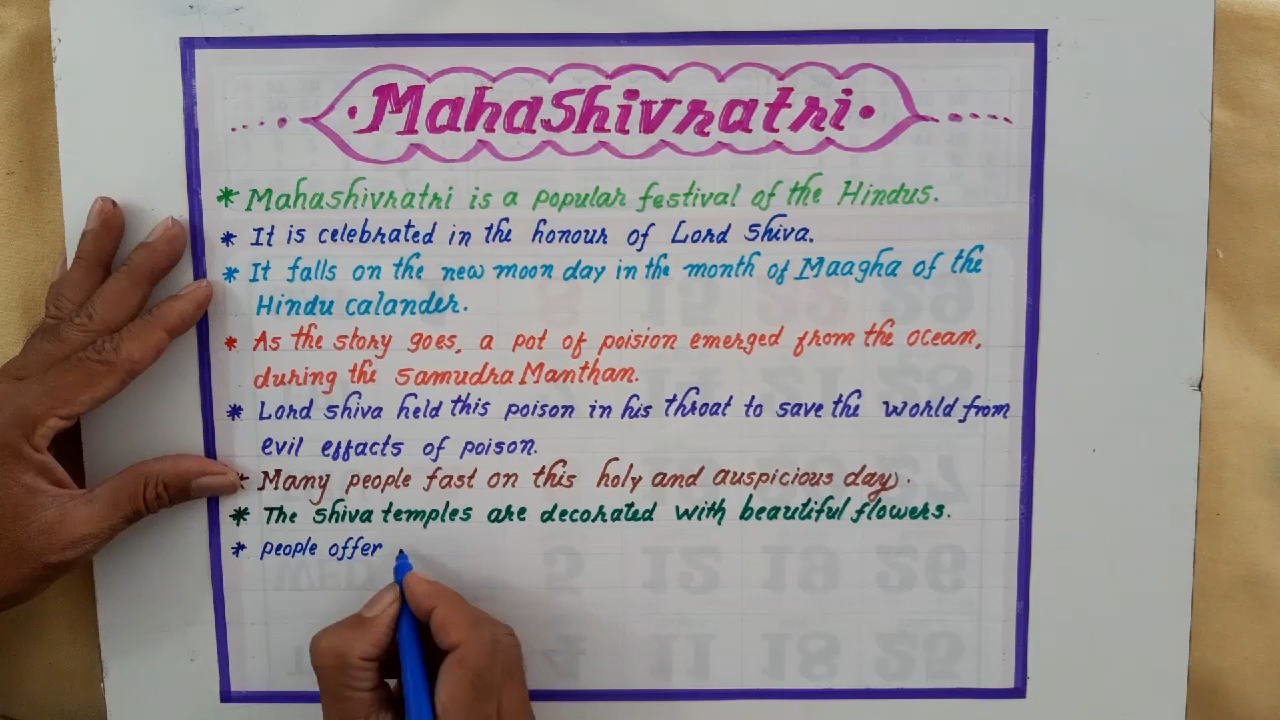 MahaShivratri
* Mahashivratri is a popular festival of the Hindus.
* It is celebrated in the honour of Lord Shiva.
* It falls on the new moon day in the month of Maagha of the
Hindu calander.
* As the story goes, a pot of poision emerged from the ocean,
during the Samudra Manthan.
* Lord Shiva held this poison in his throat to save the world from
evil effacts of poison.
* Many people fast on this holy and auspicious day.
* The Shiva temples are decorated with beautiful flowers.
* people offer